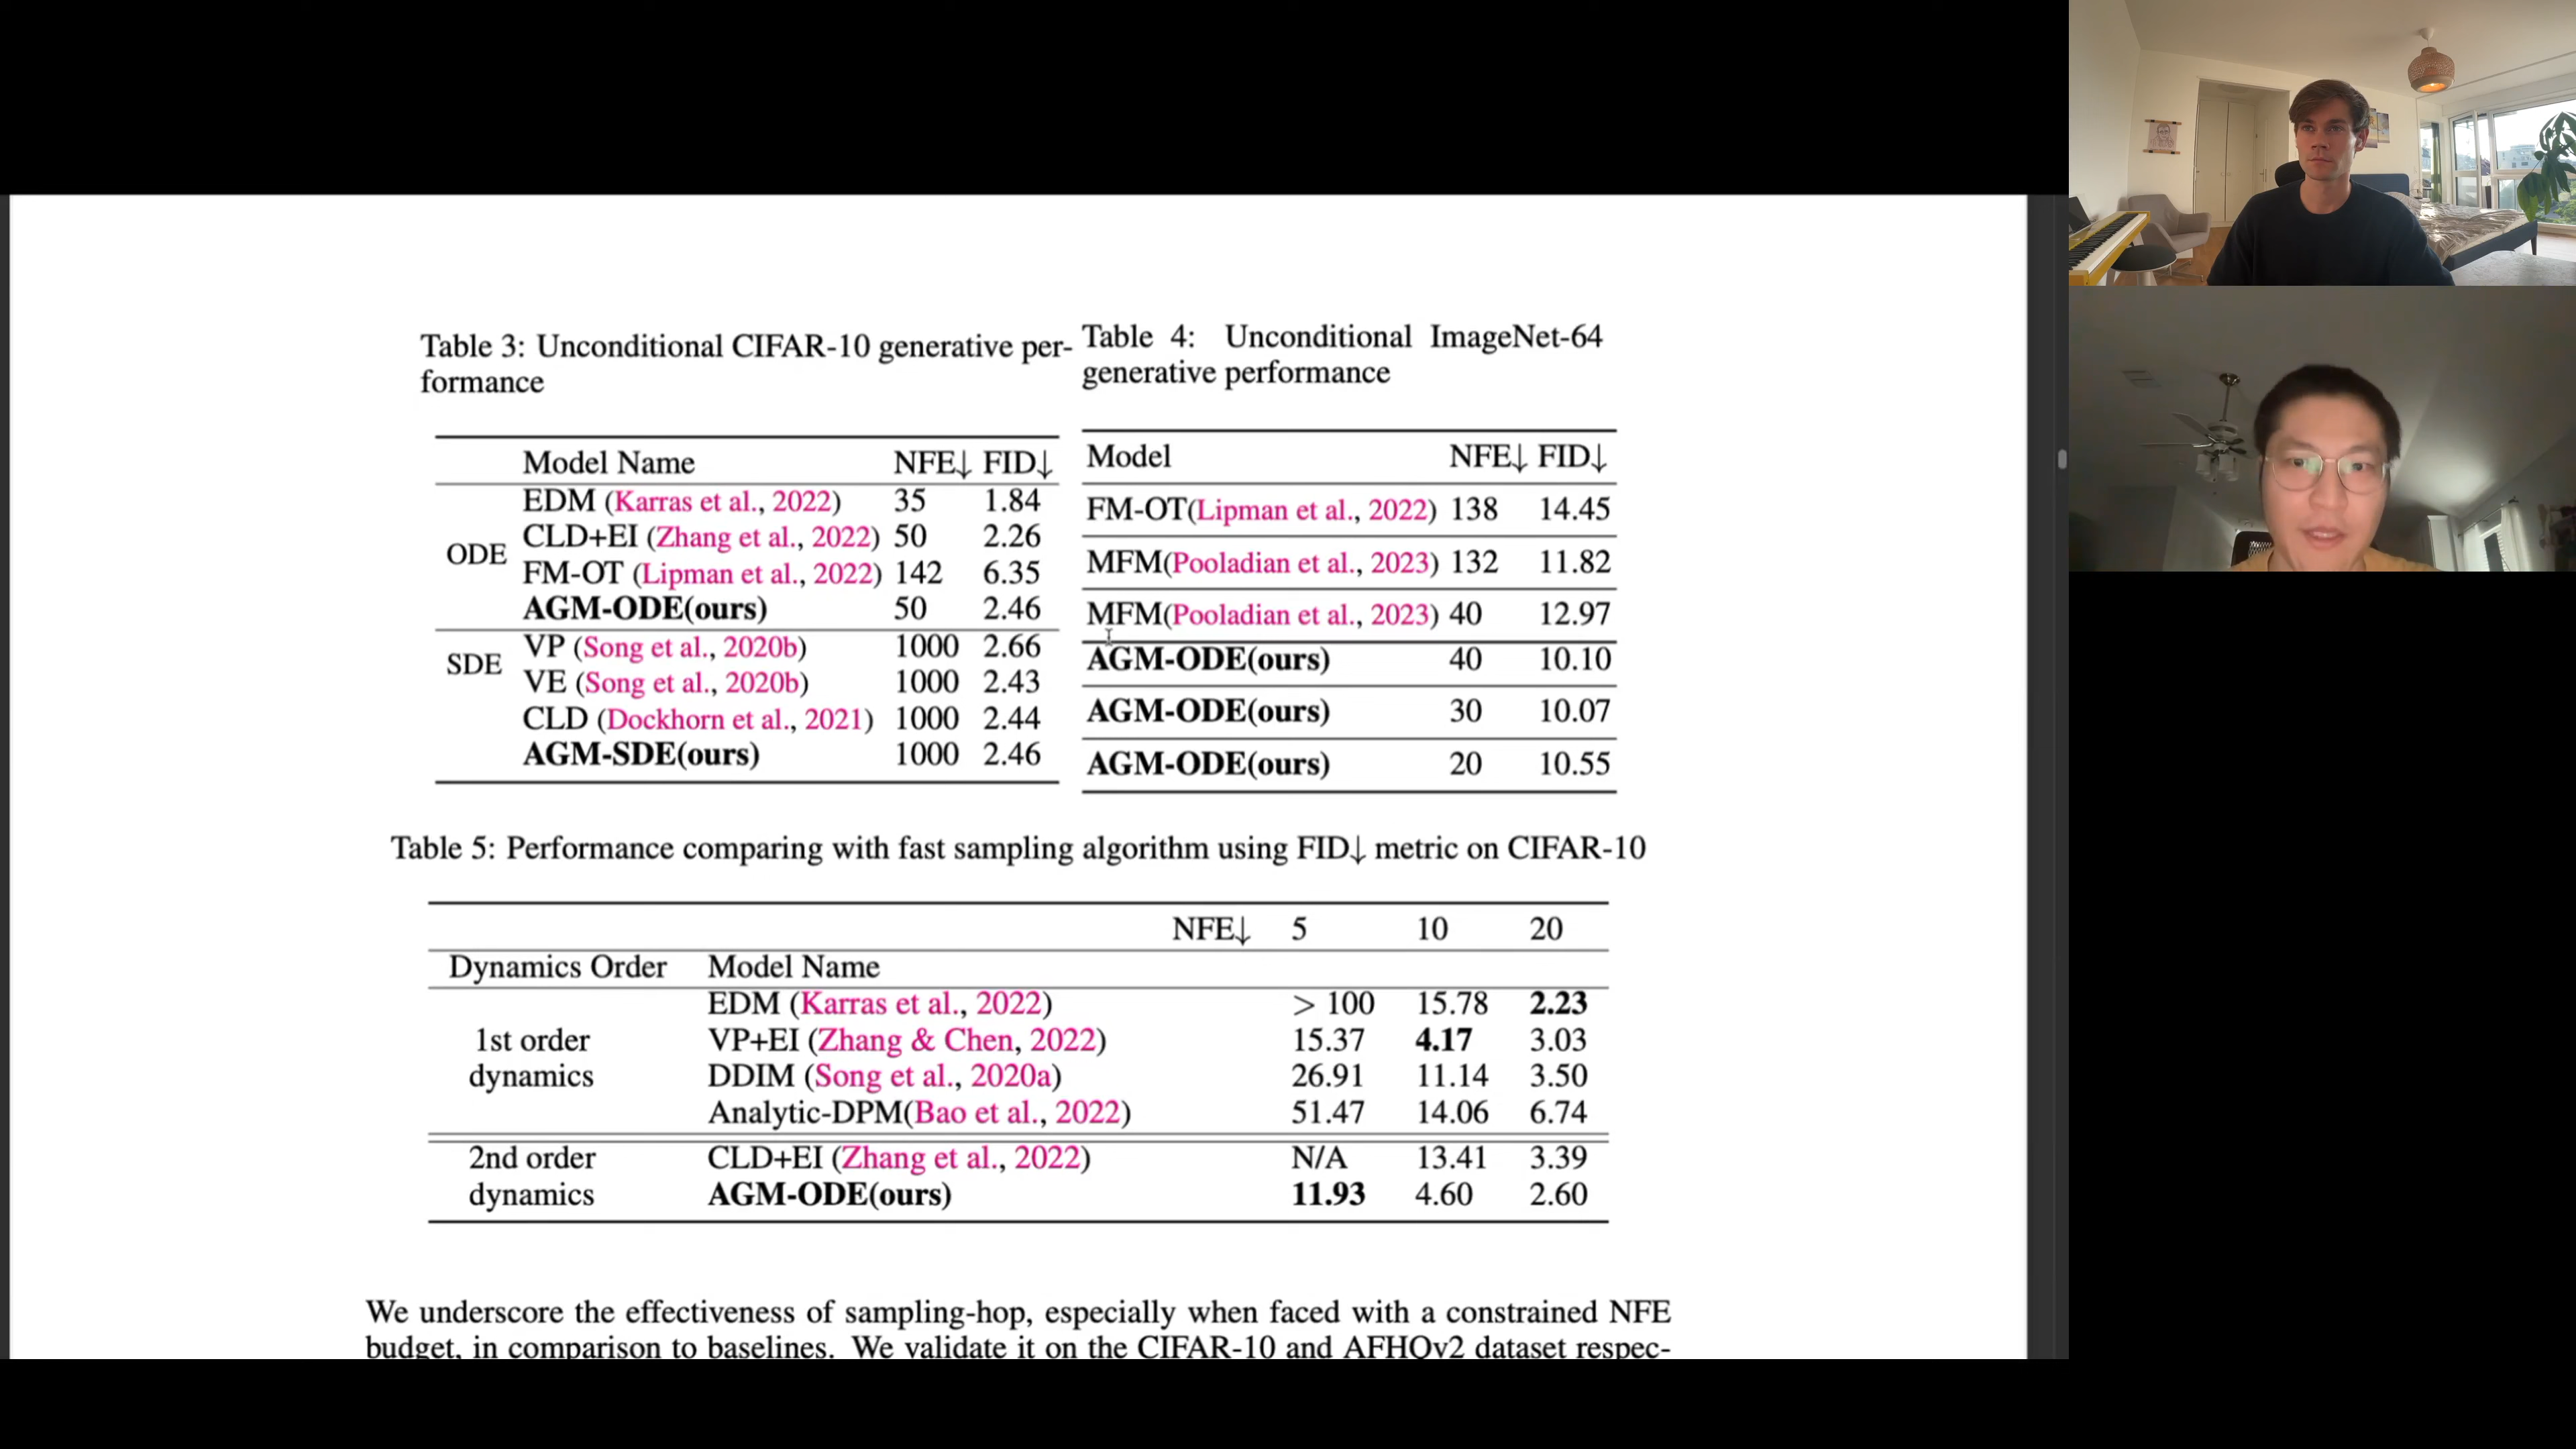 Table 3: Unconditional CIFAR-10 generative per-
formance
Model Name NFE↓ FID↓
ODE
EDM (Karras et al., 2022) 35 1.84
CLD+EI (Zhang et al., 2022) 50 2.26
FM-OT (Lipman et al., 2022) 142 6.35
AGM-ODE(ours) 50 2.46
SDE
VP (Song et al., 2020b) 1000 2.66
VE (Song et al., 2020b) 1000 2.43
CLD (Dockhorn et al., 2021) 1000 2.44
AGM-SDE(ours) 1000 2.46
Table 4: Unconditional ImageNet-64
generative performance
Model NFE↓ FID↓
FM-OT(Lipman et al., 2022) 138 14.45
MFM(Pooladian et al., 2023) 132 11.82
MFM(Pooladian et al., 2023) 40 12.97
AGM-ODE(ours) 40 10.10
AGM-ODE(ours) 30 10.07
AGM-ODE(ours) 20 10.55
Table 5: Performance comparing with fast sampling algorithm using FID↓ metric on CIFAR-10
NFE↓ 5 10 20
Dynamics Order Model Name
1st order
dynamics
EDM (Karras et al., 2022) > 100 15.78 2.23
VP+EI (Zhang & Chen, 2022) 15.37 4.17 3.03
DDIM (Song et al., 2020a) 26.91 11.14 3.50
Analytic-DPM(Bao et al., 2022) 51.47 14.06 6.74
2nd order
dynamics
CLD+EI (Zhang et al., 2022) N/A 13.41 3.39
AGM-ODE(ours) 11.93 4.60 2.60
We underscore the effectiveness of sampling-hop, especially when faced with a constrained NFE
budget, in comparison to baselines. We validate it on the CIFAR-10 and AFHQv2 dataset respec-